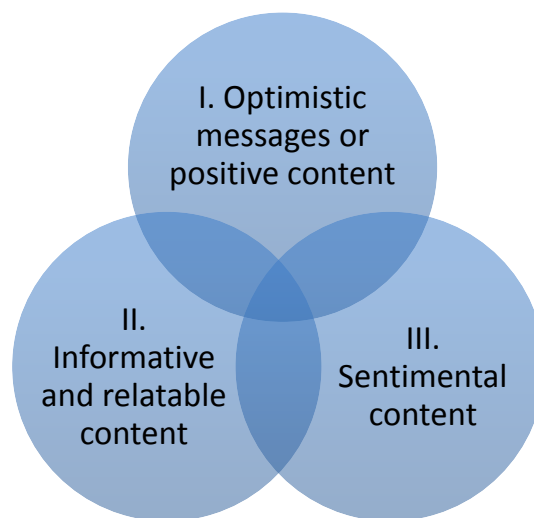 I. Optimistic
messages or
positive content
II.
Informative
and relatable
content
III.
Sentimental
content